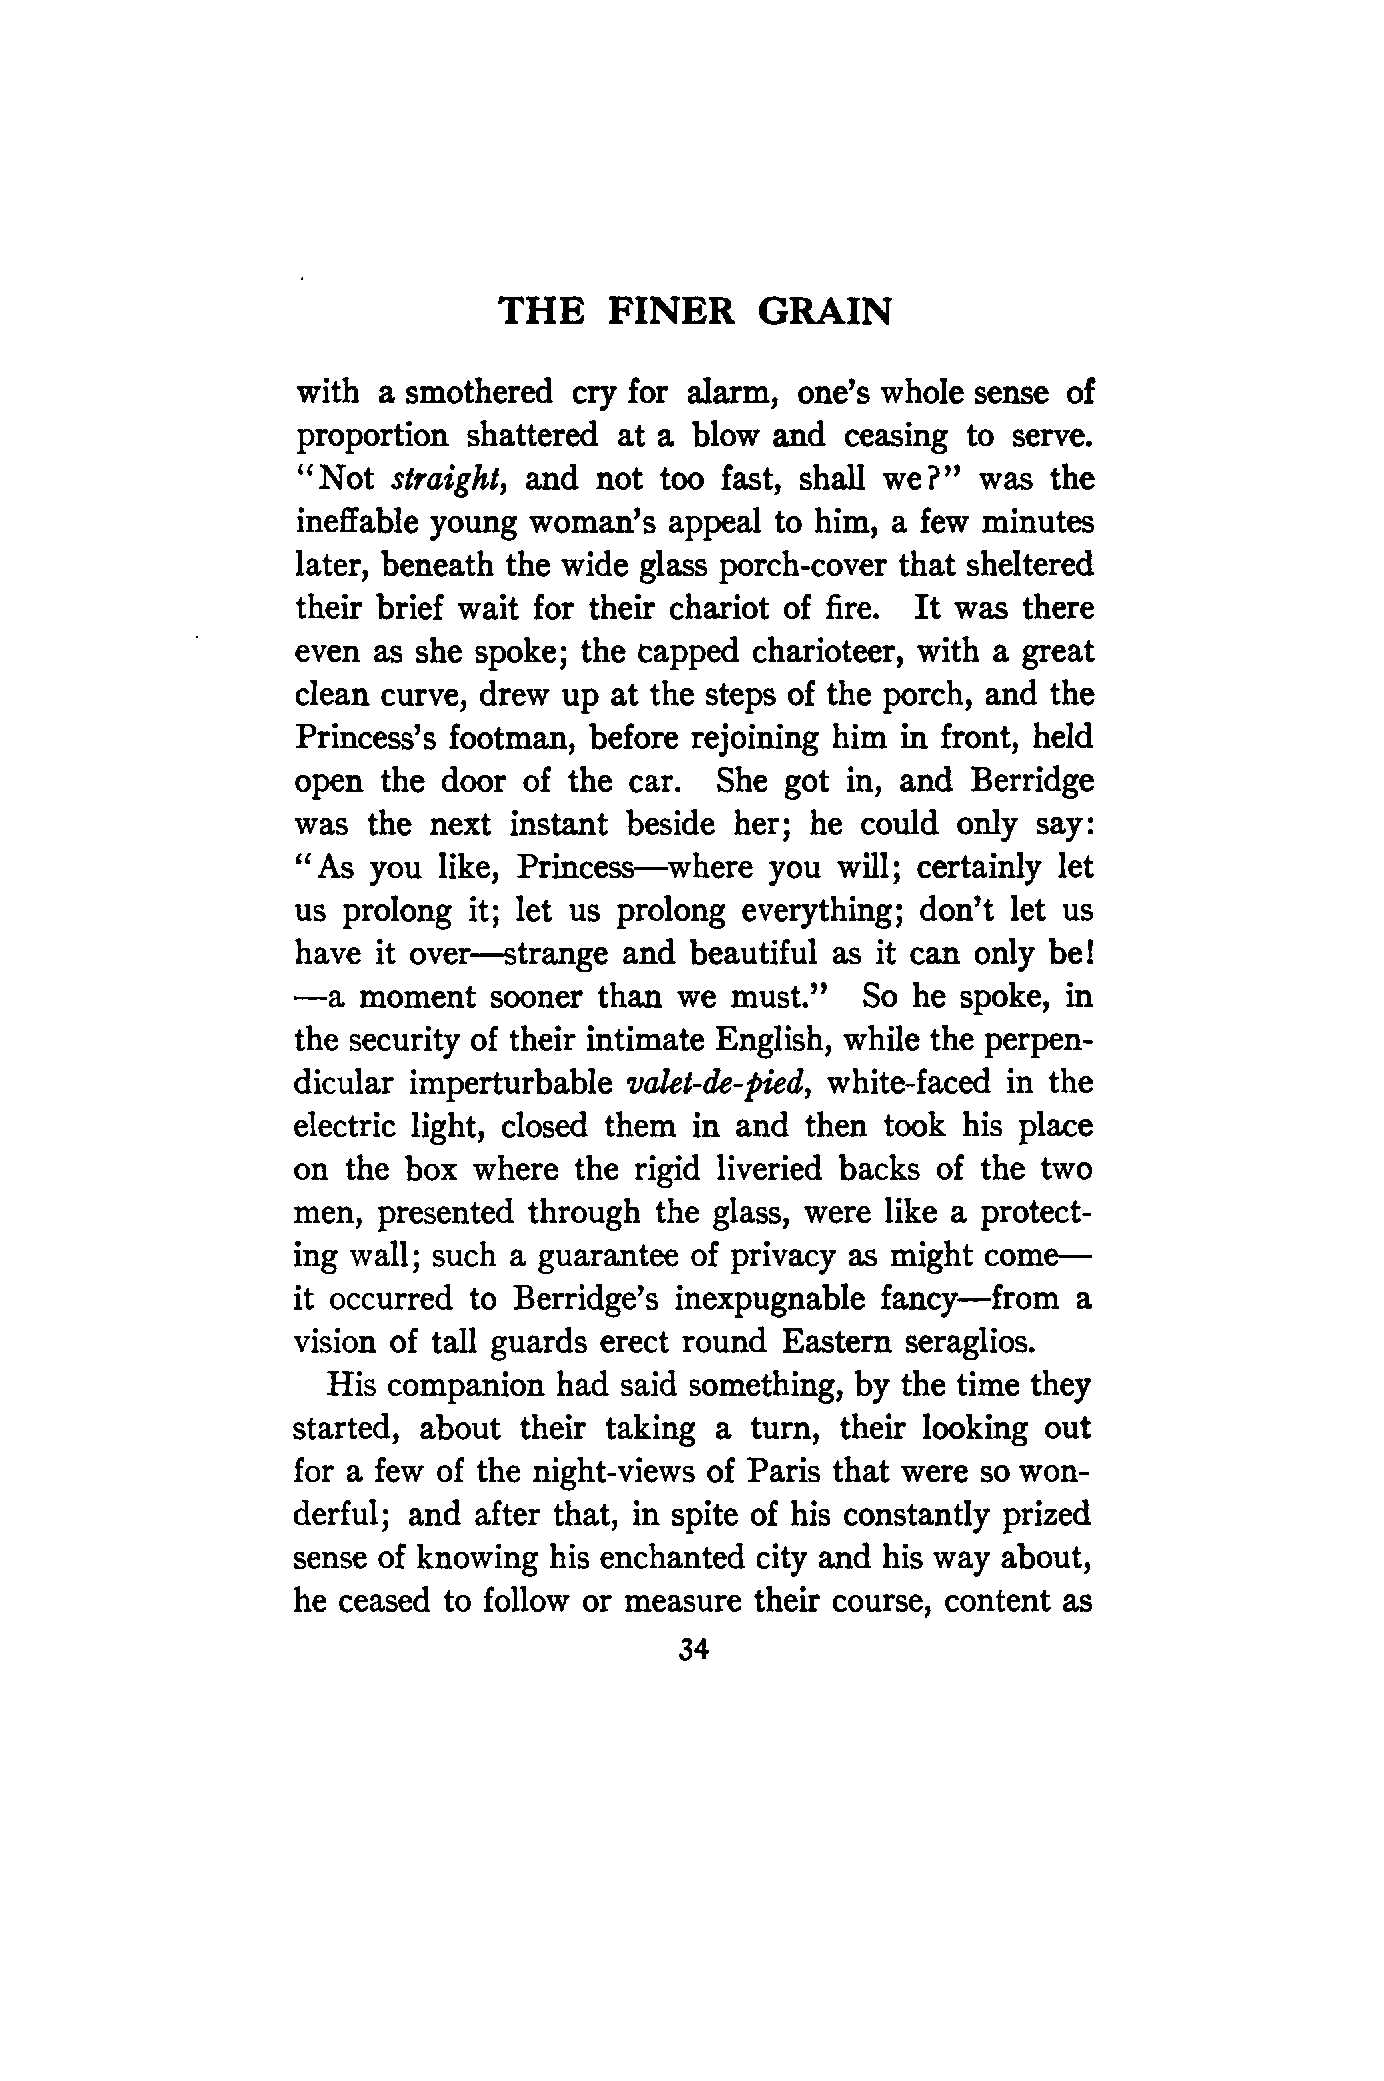 THE FINER GRAIN
with a smothered cry for alarm, one's whole sense of
proportion shattered at a blow and ceasing to serve.
"Not straight, and not too fast, shall we?" was the
ineffable young woman's appeal to him, a few minutes
later, beneath the wide glass porch-cover that sheltered
their brief wait for their chariot of fire. It was there
even as she spoke; the capped charioteer, with a great
clean curve, drew up at the steps of the porch, and the
Princess's footman, before rejoining him in front, held
open the door of the car. She got in, and Berridge
was the next instant beside her; he could only say:
"As you like, Princess—where you will; certainly let
us prolong it; let us prolong everything; don't let us
have it over—strange and beautiful as it can only be!
—a moment sooner than we must." So he spoke, in
the security of their intimate English, while the perpen-
dicular imperturbable valet-de-pied, white-faced in the
electric light, closed them in and then took his place
on the box where the rigid liveried backs of the two
men, presented through the glass, were like a protect-
ing wall; such a guarantee of privacy as might come—
it occurred to Berridge's inexpugnable fancy—from a
vision of tall guards erect round Eastern seraglios.
His companion had said something, by the time they
started, about their taking a turn, their looking out
for a few of the night-views of Paris that were so won-
derful; and after that, in spite of his constantly prized
sense of knowing his enchanted city and his way about,
he ceased to follow or measure their course, content as
34